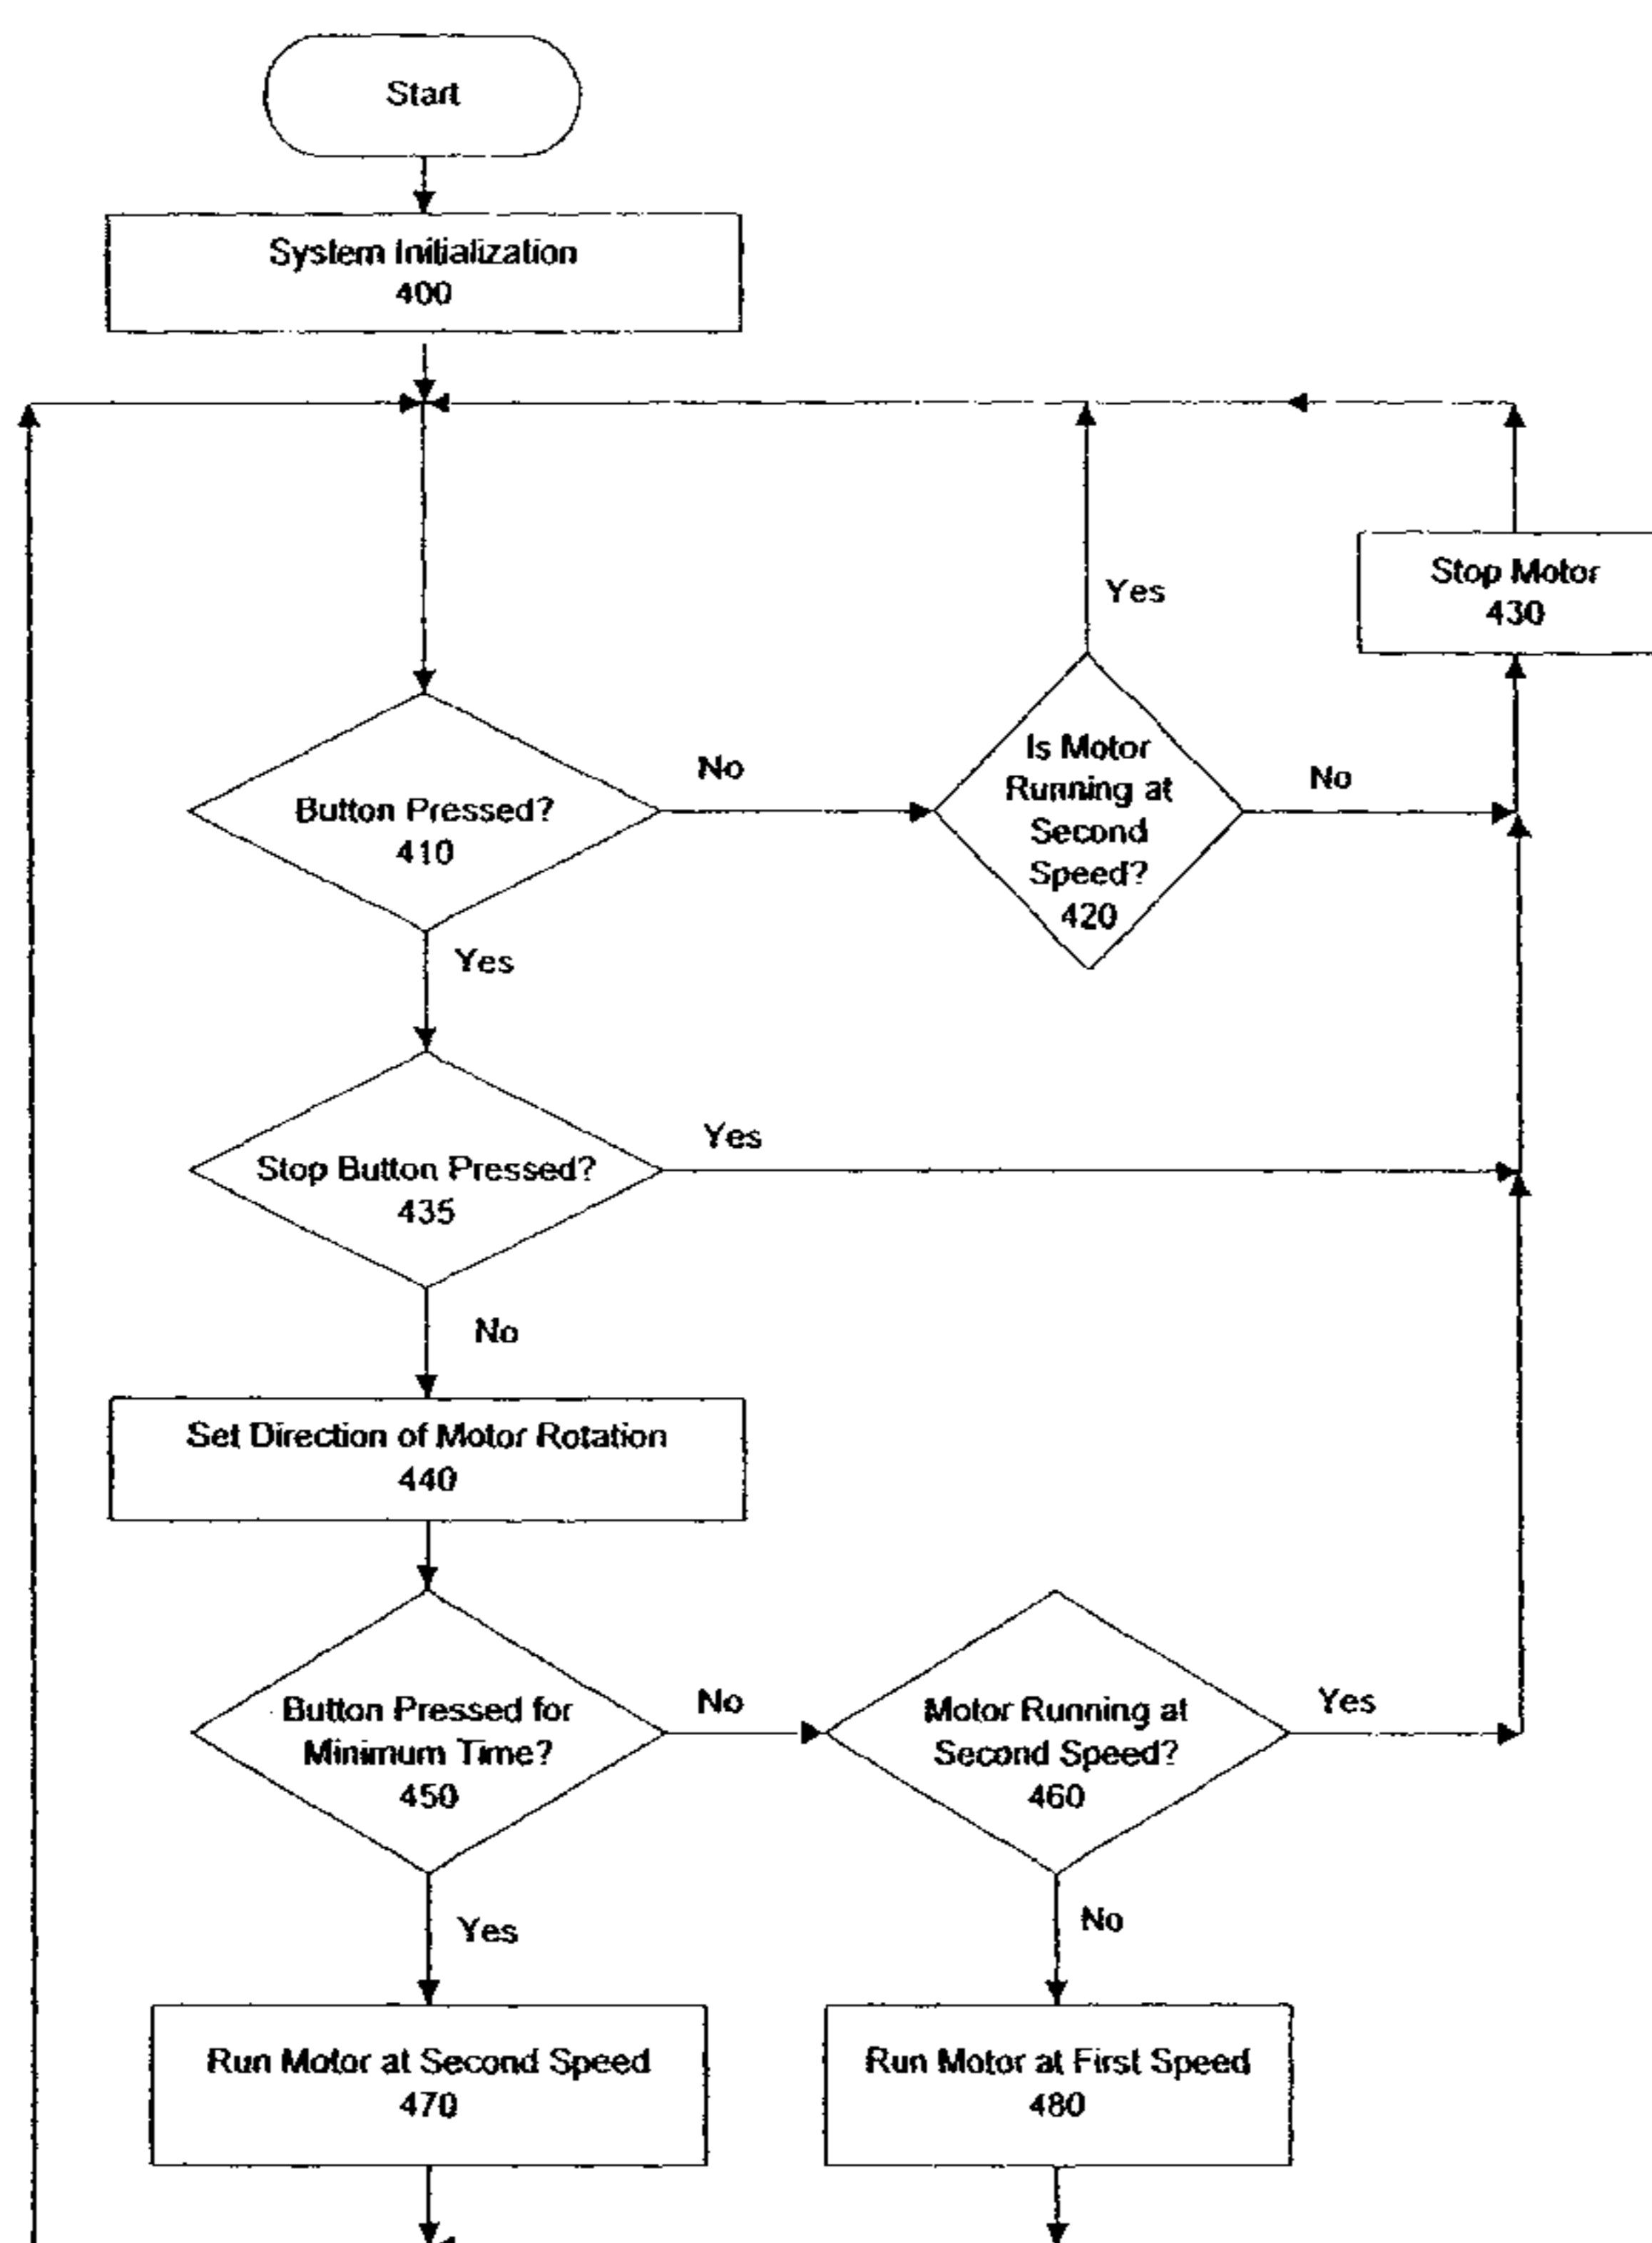 Start
System Initialization
400
Yes
Stop Motor
430
Button Pressed?
410
No
Is Motor
Running at
Second
Speed?
420
No
Yes
Stop Button Pressed?
435
Yes
No
Set Direction of Motor Rotation
440
Button Pressed for
Minimum Time?
450
No
Motor Running at
Second Speed?
460
Yes
Yes
No
Run Motor at Second Speed
470
Run Motor at First Speed
480